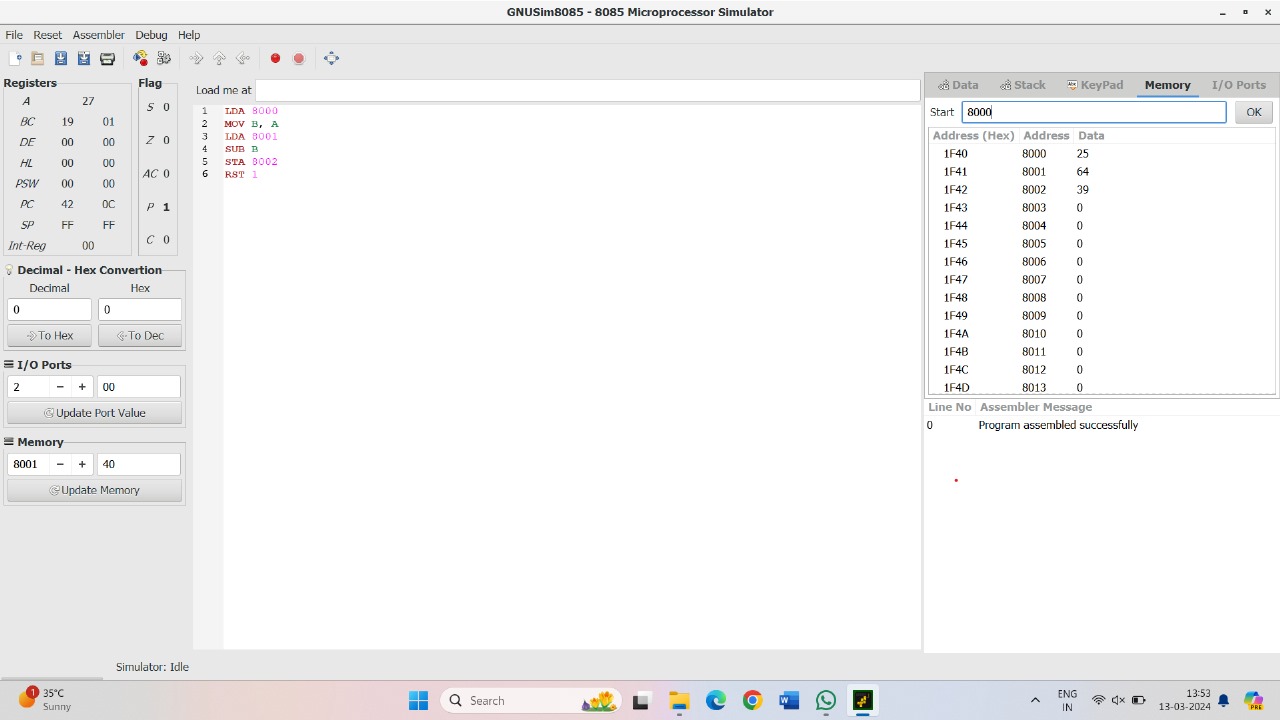 GNUSim8085 - 8085 Microprocessor Simulator
File Reset Assembler Debug Help
Registers
A 27
BC 19 01
DE 00 00
HL 00 00
PSW 00 00
PC 42 0C
SP FF FF
Int-Reg 00
Flag
S 0
Z 0
AC 0
P 1
C 0
Decimal - Hex Convertion
Decimal Hex
0 0
To Hex To Dec
I/O Ports
2 − + 00
Update Port Value
Memory
8001 − + 40
Update Memory
Load me at
1 LDA 8000
2 MOV B, A
3 LDA 8001
4 SUB B
5 STA 8002
6 RST 1
Data Stack KeyPad Memory I/O Ports
Start 8000 OK
Address (Hex) Address Data
1F40 8000 25
1F41 8001 64
1F42 8002 39
1F43 8003 0
1F44 8004 0
1F45 8005 0
1F46 8006 0
1F47 8007 0
1F48 8008 0
1F49 8009 0
1F4A 8010 0
1F4B 8011 0
1F4C 8012 0
1F4D 8013 0
Line No Assembler Message
0 Program assembled successfully
Simulator: Idle
1 35°C
Sunny
Search
ENG
IN
13:53
13-03-2024
PRE